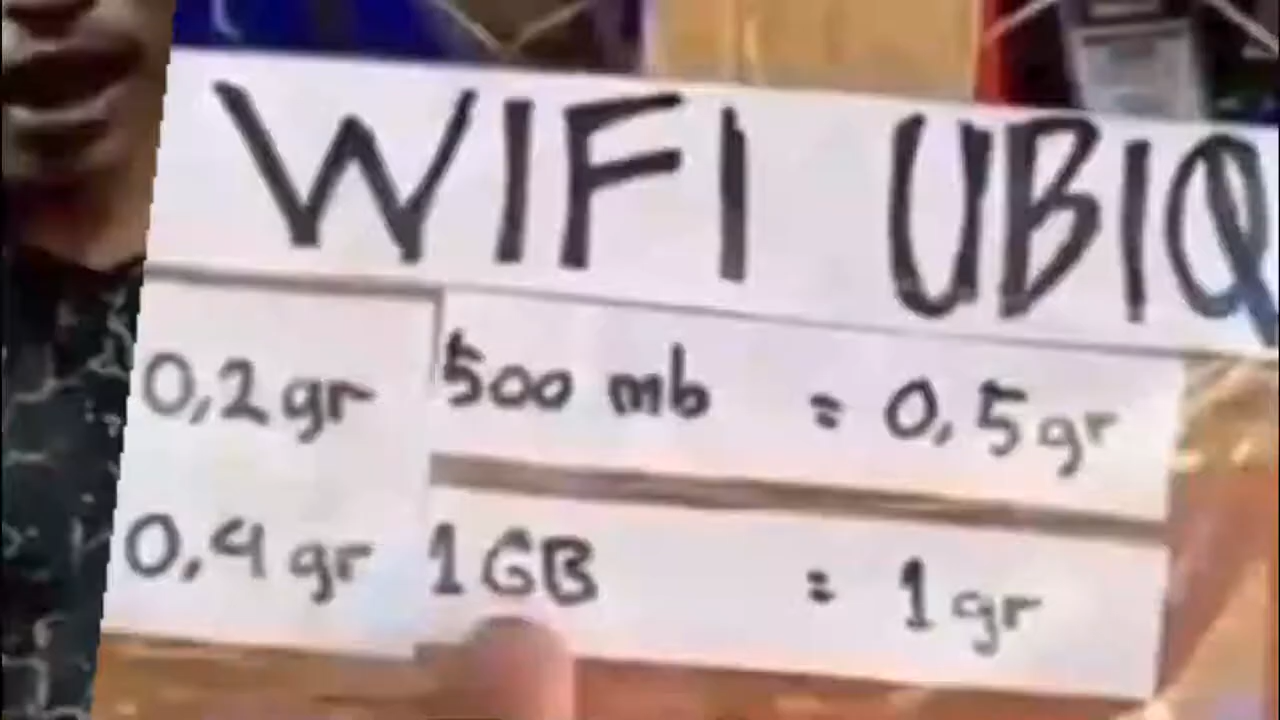 WIFI UBIQ
0,2gr 500 mb = 0,5gr
0,4gr 1GB = 1gr